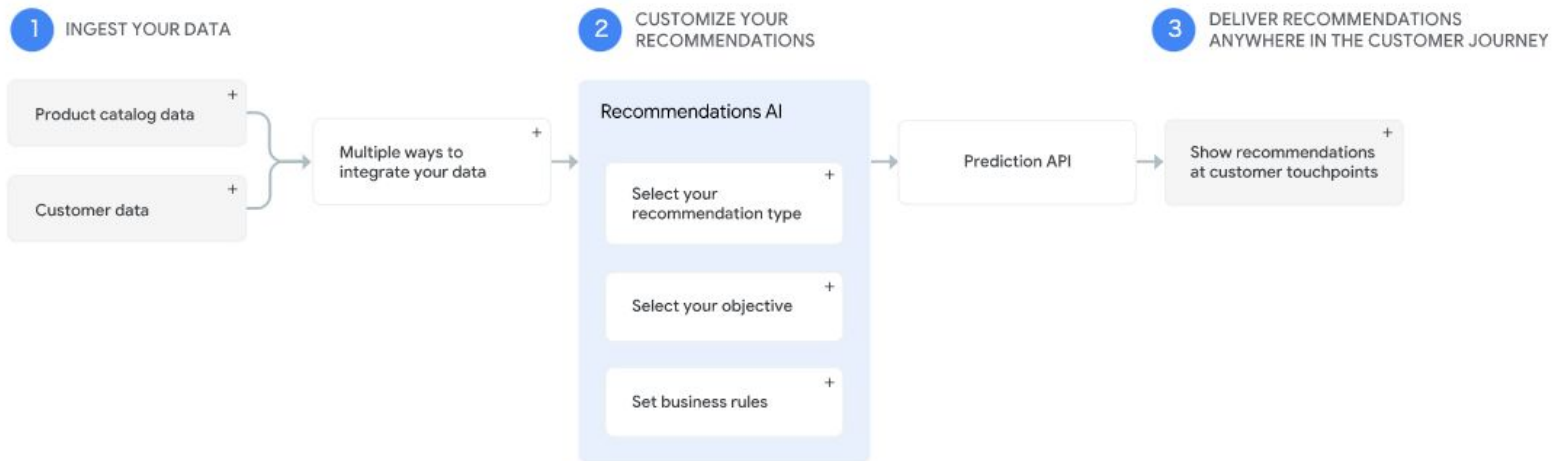 1 INGEST YOUR DATA
2 CUSTOMIZE YOUR
RECOMMENDATIONS
3 DELIVER RECOMMENDATIONS
ANYWHERE IN THE CUSTOMER JOURNEY
Product catalog data +
Customer data +
Multiple ways to +
integrate your data
Recommendations AI
Select your +
recommendation type
Select your objective +
Set business rules +
Prediction API
Show recommendations +
at customer touchpoints